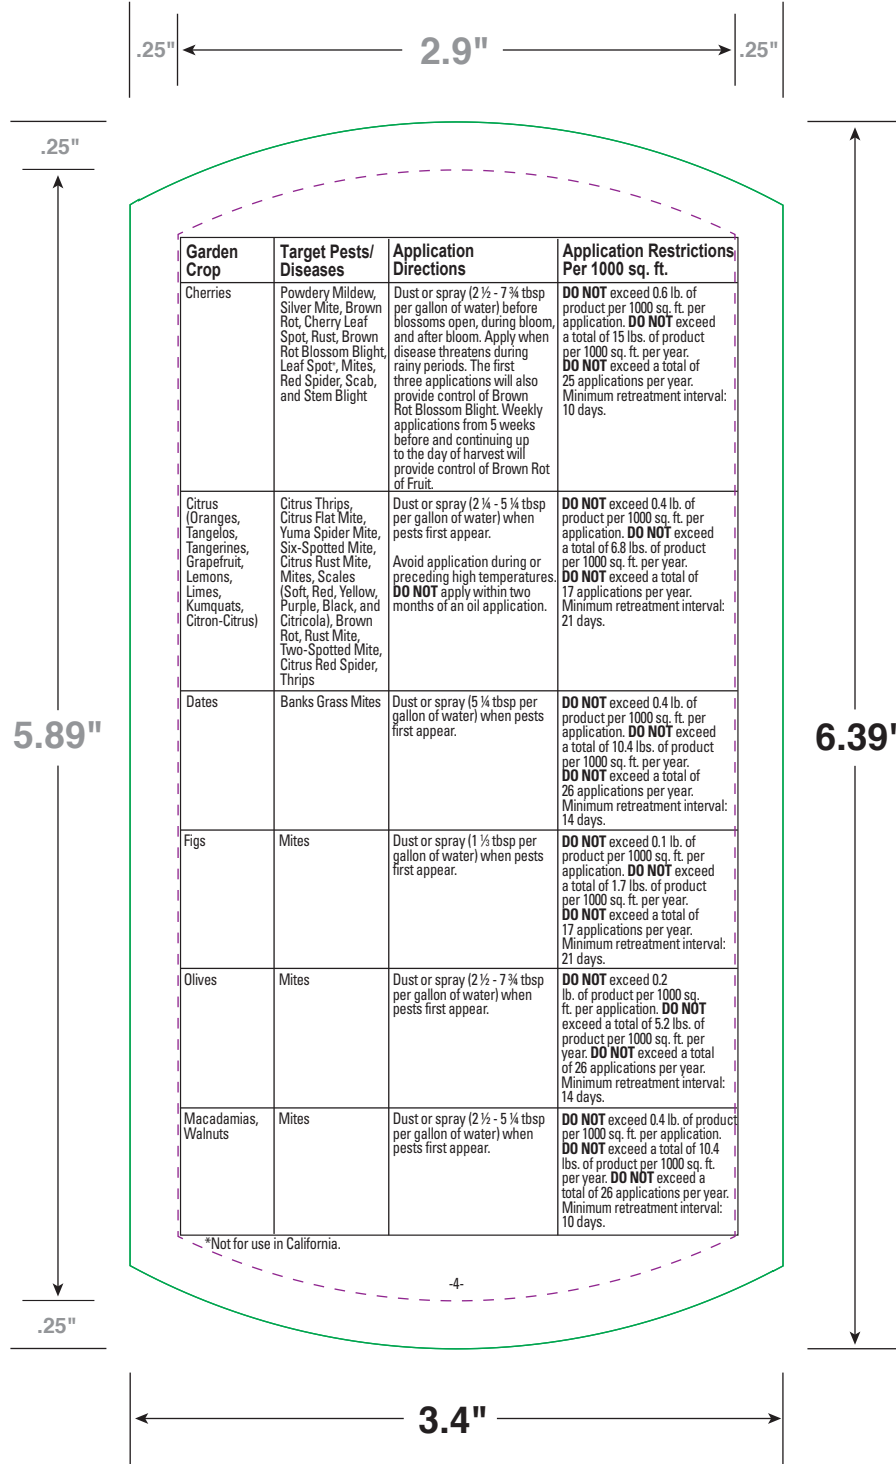 .25" 2.9" .25"
.25"
Garden
Crop
Target Pests/
Diseases
Application
Directions
Application Restrictions
Per 1000 sq. ft.
Cherries
Powdery Mildew,
Silver Mite, Brown
Rot, Cherry Leaf
Spot, Rust, Brown
Rot Blossom Blight,
Leaf Spot*, Mites,
Red Spider, Scab,
and Stem Blight
Dust or spray (2 ½ - 7 ¾ tbsp
per gallon of water) before
blossoms open, during bloom,
and after bloom. Apply when
disease threatens during
rainy periods. The first
three applications will also
provide control of Brown
Rot Blossom Blight. Weekly
applications from 5 weeks
before and continuing up
to the day of harvest will
provide control of Brown Rot
of Fruit.
DO NOT exceed 0.6 lb. of
product per 1000 sq. ft. per
application. DO NOT exceed
a total of 15 lbs. of product
per 1000 sq. ft. per year.
DO NOT exceed a total of
25 applications per year.
Minimum retreatment interval:
10 days.
Citrus
(Oranges,
Tangelos,
Tangerines,
Grapefruit,
Lemons,
Limes,
Kumquats,
Citron-Citrus)
Citrus Thrips,
Citrus Flat Mite,
Yuma Spider Mite,
Six-Spotted Mite,
Citrus Rust Mite,
Mites, Scales
(Soft, Red, Yellow,
Purple, Black, and
Citricola), Brown
Rot, Rust Mite,
Two-Spotted Mite,
Citrus Red Spider,
Thrips
Dust or spray (2 ¼ - 5 ¼ tbsp
per gallon of water) when
pests first appear.
Avoid application during or
preceding high temperatures.
DO NOT apply within two
months of an oil application.
DO NOT exceed 0.4 lb. of
product per 1000 sq. ft. per
application. DO NOT exceed
a total of 6.8 lbs. of product
per 1000 sq. ft. per year.
DO NOT exceed a total of
17 applications per year.
Minimum retreatment interval:
21 days.
Dates
Banks Grass Mites
Dust or spray (5 ¼ tbsp per
gallon of water) when pests
first appear.
DO NOT exceed 0.4 lb. of
product per 1000 sq. ft. per
application. DO NOT exceed
a total of 10.4 lbs. of product
per 1000 sq. ft. per year.
DO NOT exceed a total of
26 applications per year.
Minimum retreatment interval:
14 days.
5.89"
6.39"
Figs
Mites
Dust or spray (1 ⅓ tbsp per
gallon of water) when pests
first appear.
DO NOT exceed 0.1 lb. of
product per 1000 sq. ft. per
application. DO NOT exceed
a total of 1.7 lbs. of product
per 1000 sq. ft. per year.
DO NOT exceed a total of
17 applications per year.
Minimum retreatment interval:
21 days.
Olives
Mites
Dust or spray (2 ½ - 7 ¾ tbsp
per gallon of water) when
pests first appear.
DO NOT exceed 0.2
lb. of product per 1000 sq.
ft. per application. DO NOT
exceed a total of 5.2 lbs. of
product per 1000 sq. ft. per
year. DO NOT exceed a total
of 26 applications per year.
Minimum retreatment interval:
14 days.
Macadamias,
Walnuts
Mites
Dust or spray (2 ½ - 5 ¼ tbsp
per gallon of water) when
pests first appear.
DO NOT exceed 0.4 lb. of product
per 1000 sq. ft. per application.
DO NOT exceed a total of 10.4
lbs. of product per 1000 sq. ft.
per year. DO NOT exceed a
total of 26 applications per year.
Minimum retreatment interval:
10 days.
*Not for use in California.
-4-
.25"
3.4"